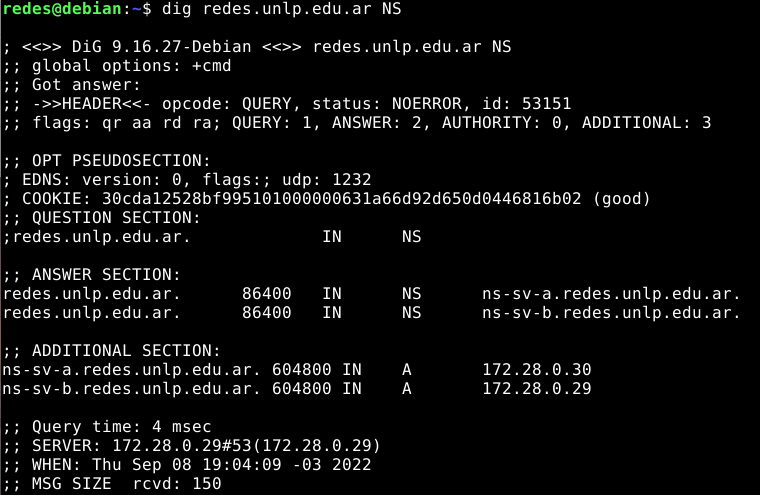 redes@debian:~$ dig redes.unlp.edu.ar NS

; <<>> DiG 9.16.27-Debian <<>> redes.unlp.edu.ar NS
;; global options: +cmd
;; Got answer:
;; ->>HEADER<<- opcode: QUERY, status: NOERROR, id: 53151
;; flags: qr aa rd ra; QUERY: 1, ANSWER: 2, AUTHORITY: 0, ADDITIONAL: 3

;; OPT PSEUDOSECTION:
; EDNS: version: 0, flags:; udp: 1232
; COOKIE: 30cda12528bf995101000000631a66d92d650d0446816b02 (good)
;; QUESTION SECTION:
;redes.unlp.edu.ar.		IN	NS

;; ANSWER SECTION:
redes.unlp.edu.ar.	86400	IN	NS	ns-sv-a.redes.unlp.edu.ar.
redes.unlp.edu.ar.	86400	IN	NS	ns-sv-b.redes.unlp.edu.ar.

;; ADDITIONAL SECTION:
ns-sv-a.redes.unlp.edu.ar. 604800 IN	A	172.28.0.30
ns-sv-b.redes.unlp.edu.ar. 604800 IN	A	172.28.0.29

;; Query time: 4 msec
;; SERVER: 172.28.0.29#53(172.28.0.29)
;; WHEN: Thu Sep 08 19:04:09 -03 2022
;; MSG SIZE  rcvd: 150